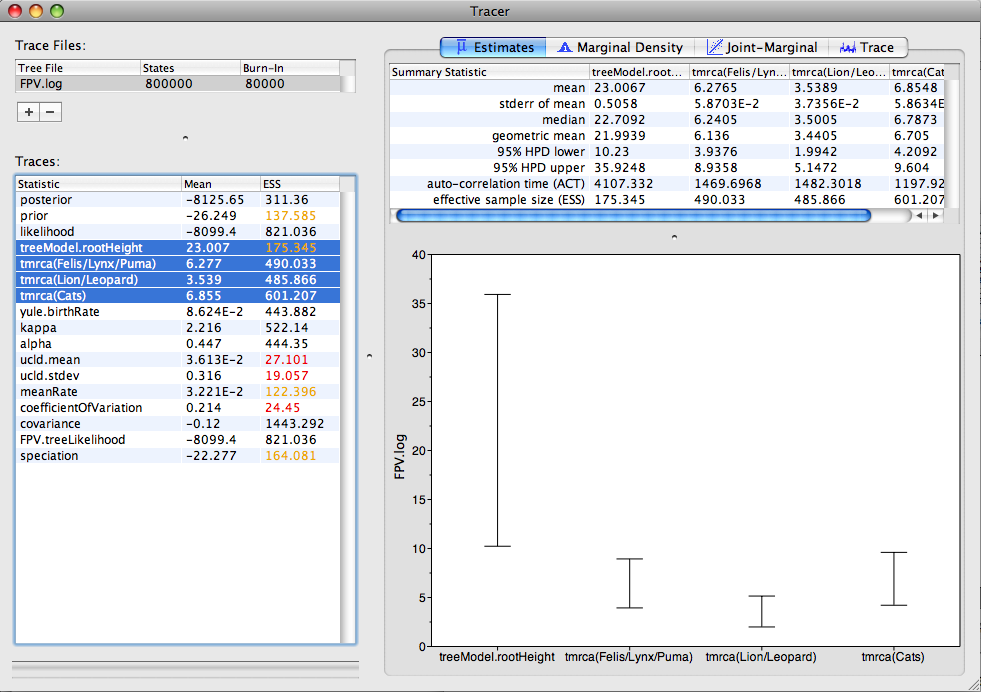 Tracer
Trace Files:
Tree File States Burn-In
FPV.log 800000 80000
+ −
Traces:
Statistic Mean ESS
posterior -8125.65 311.36
prior -26.249 137.585
likelihood -8099.4 821.036
treeModel.rootHeight 23.007 175.345
tmrca(Felis/Lynx/Puma) 6.277 490.033
tmrca(Lion/Leopard) 3.539 485.866
tmrca(Cats) 6.855 601.207
yule.birthRate 8.624E-2 443.882
kappa 2.216 522.14
alpha 0.447 444.35
ucld.mean 3.613E-2 27.101
ucld.stdev 0.316 19.057
meanRate 3.221E-2 122.396
coefficientOfVariation 0.214 24.45
covariance -0.12 1443.292
FPV.treeLikelihood -8099.4 821.036
speciation -22.277 164.081
Estimates Marginal Density Joint-Marginal Trace
Summary Statistic treeModel.root... tmrca(Felis/Lyn... tmrca(Lion/Leo... tmrca(Cat
mean 23.0067 6.2765 3.5389 6.8548
stderr of mean 0.5058 5.8703E-2 3.7356E-2 5.8634E
median 22.7092 6.2405 3.5005 6.7873
geometric mean 21.9939 6.136 3.4405 6.705
95% HPD lower 10.23 3.9376 1.9942 4.2092
95% HPD upper 35.9248 8.9358 5.1472 9.604
auto-correlation time (ACT) 4107.332 1469.6968 1482.3018 1197.92
effective sample size (ESS) 175.345 490.033 485.866 601.207
40
35
30
25
20
15
10
5
0
FPV.log
treeModel.rootHeight tmrca(Felis/Lynx/Puma) tmrca(Lion/Leopard) tmrca(Cats)